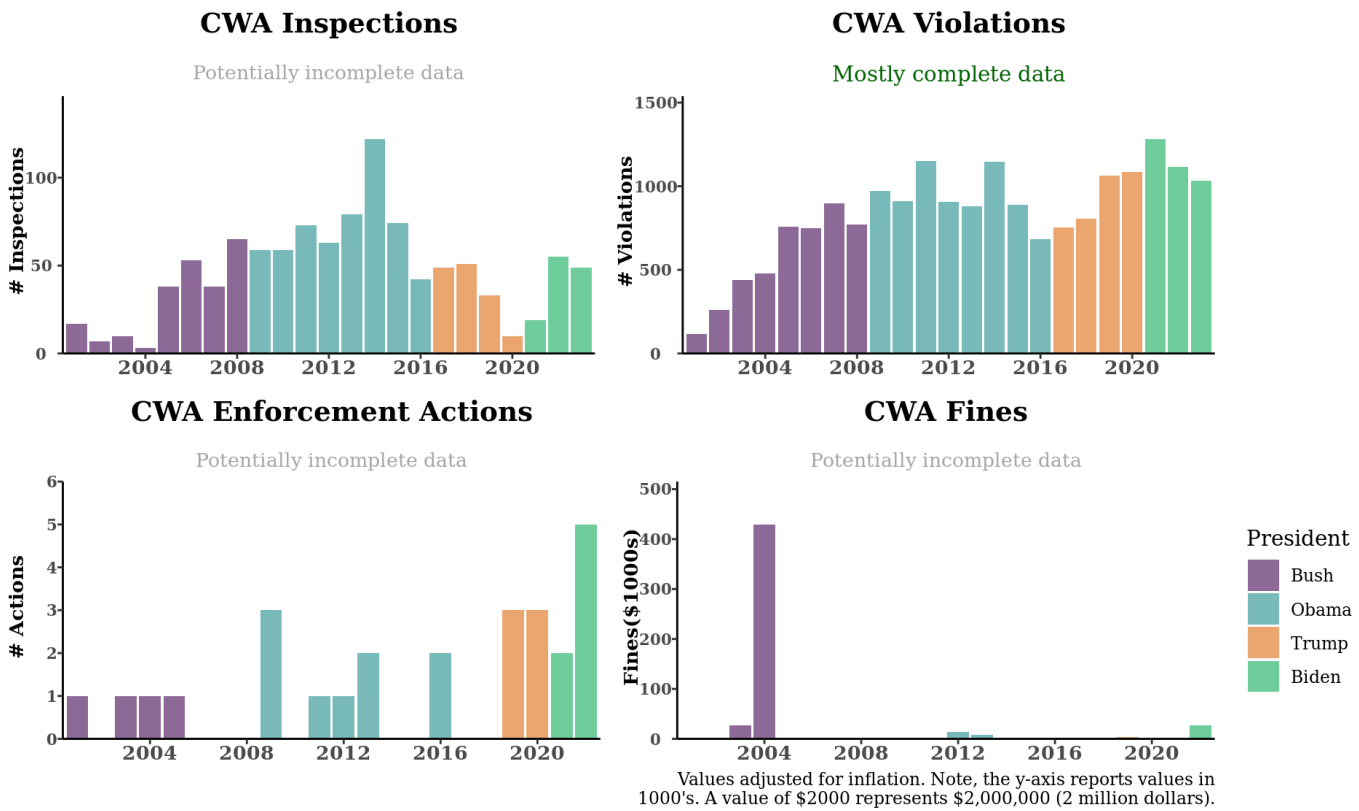 CWA Inspections
Potentially incomplete data
# Inspections
100
50
0
2004 2008 2012 2016 2020
CWA Violations
Mostly complete data
# Violations
1500
1000
500
0
2004 2008 2012 2016 2020
CWA Enforcement Actions
Potentially incomplete data
# Actions
6
5
4
3
2
1
0
2004 2008 2012 2016 2020
CWA Fines
Potentially incomplete data
Fines($1000s)
500
400
300
200
100
0
2004 2008 2012 2016 2020
President
Bush
Obama
Trump
Biden
Values adjusted for inflation. Note, the y-axis reports values in
1000's. A value of $2000 represents $2,000,000 (2 million dollars).